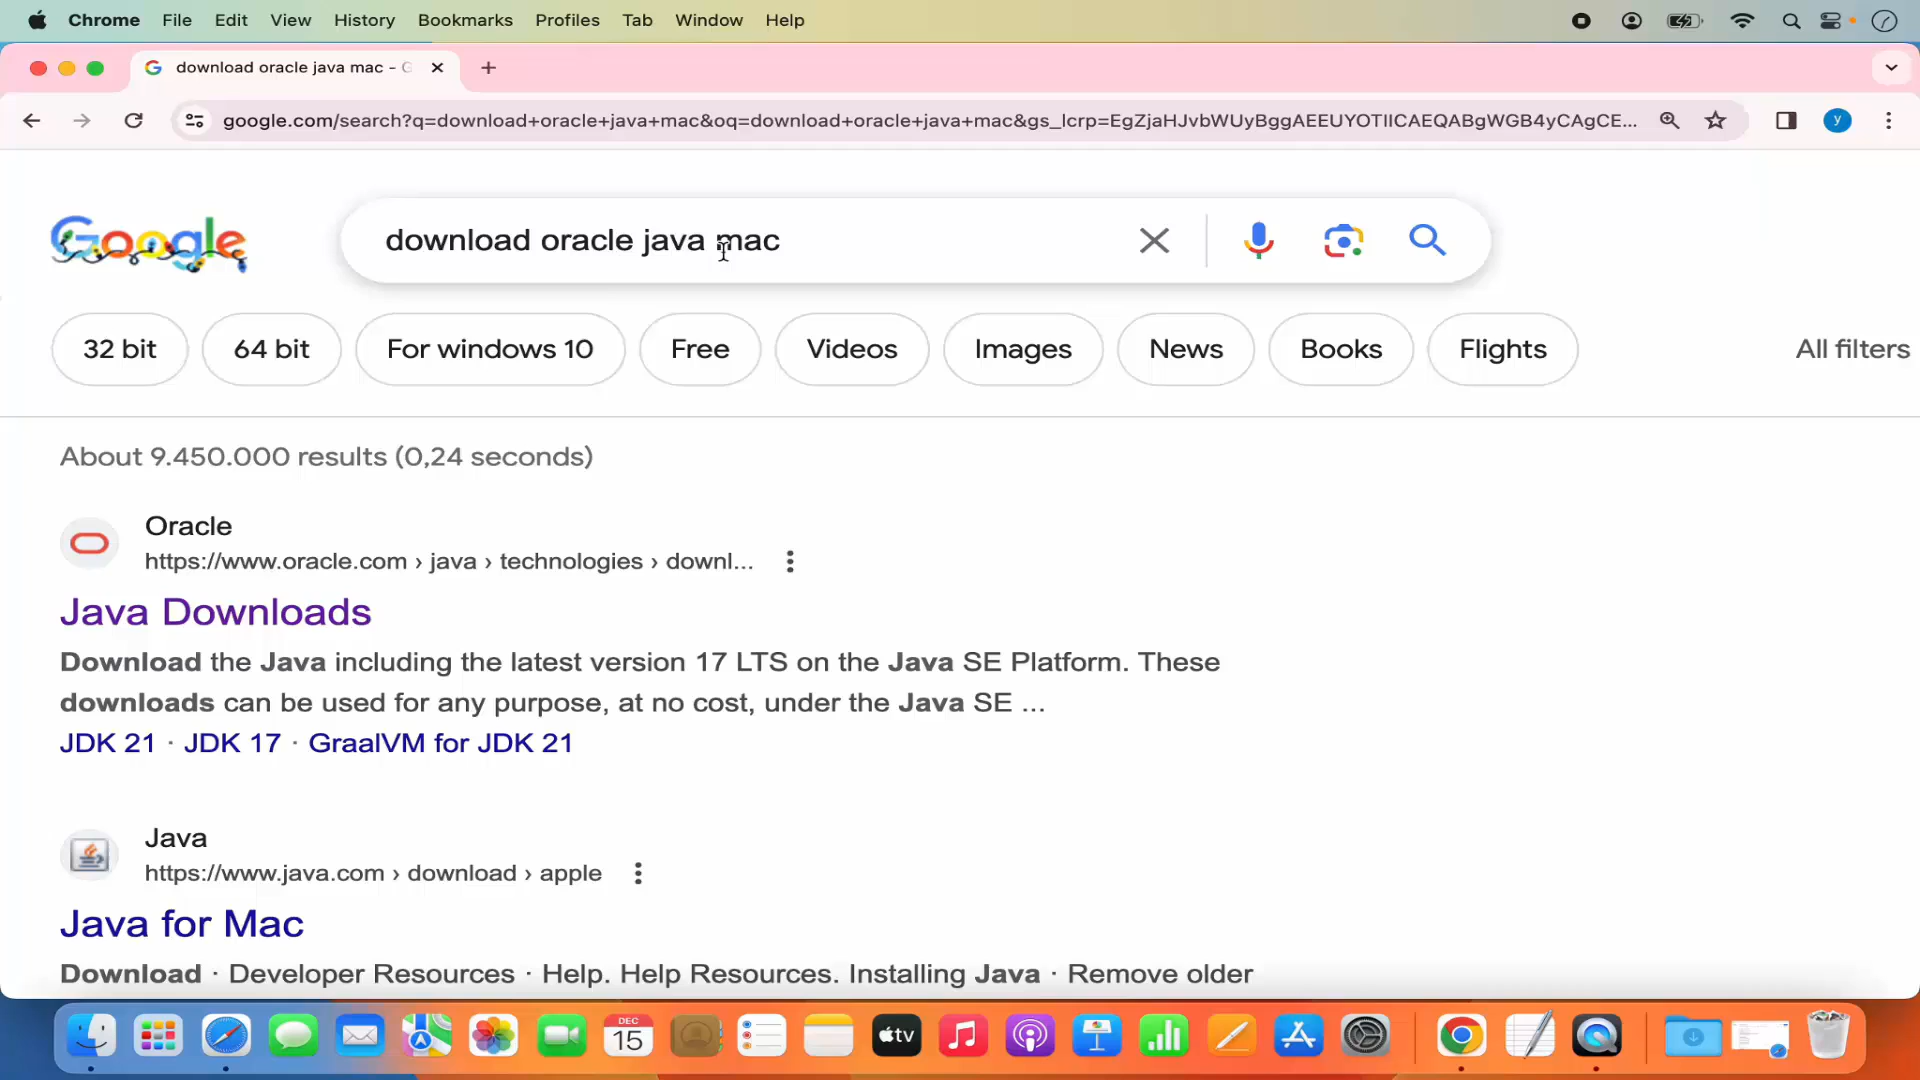 Chrome File Edit View History Bookmarks Profiles Tab Window Help
download oracle java mac - G
google.com/search?q=download+oracle+java+mac&oq=download+oracle+java+mac&gs_lcrp=EgZjaHJvbWUyBggAEEUYOTIICAEQABgWGB4yCAgCE...
y
Google
download oracle java mac
32 bit 64 bit For windows 10 Free Videos Images News Books Flights All filters
About 9.450.000 results (0,24 seconds)
Oracle
https://www.oracle.com › java › technologies › downl...
Java Downloads
Download the Java including the latest version 17 LTS on the Java SE Platform. These
downloads can be used for any purpose, at no cost, under the Java SE ...
JDK 21 · JDK 17 · GraalVM for JDK 21
Java
https://www.java.com › download › apple
Java for Mac
Download · Developer Resources · Help. Help Resources. Installing Java · Remove older
DEC
15
tv